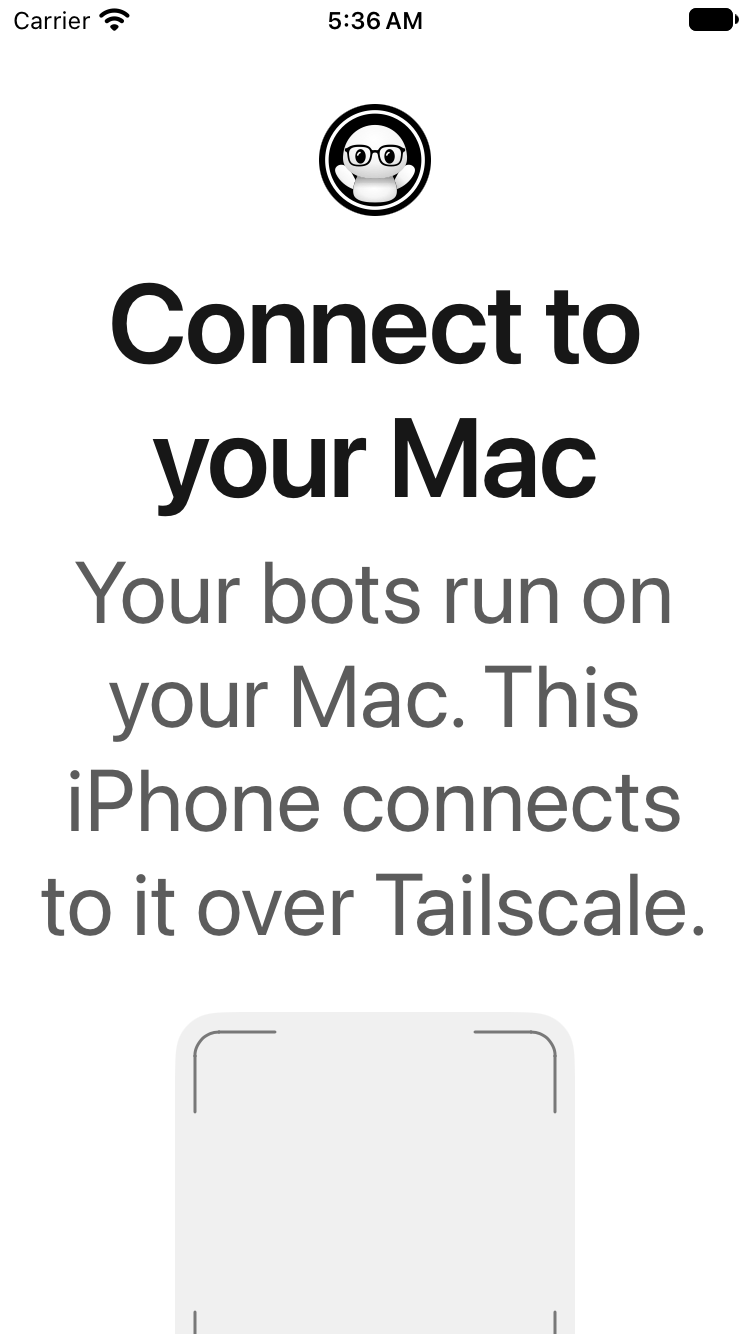 Carrier 5:36 AM
Connect to
your Mac
Your bots run on
your Mac. This
iPhone connects
to it over Tailscale.